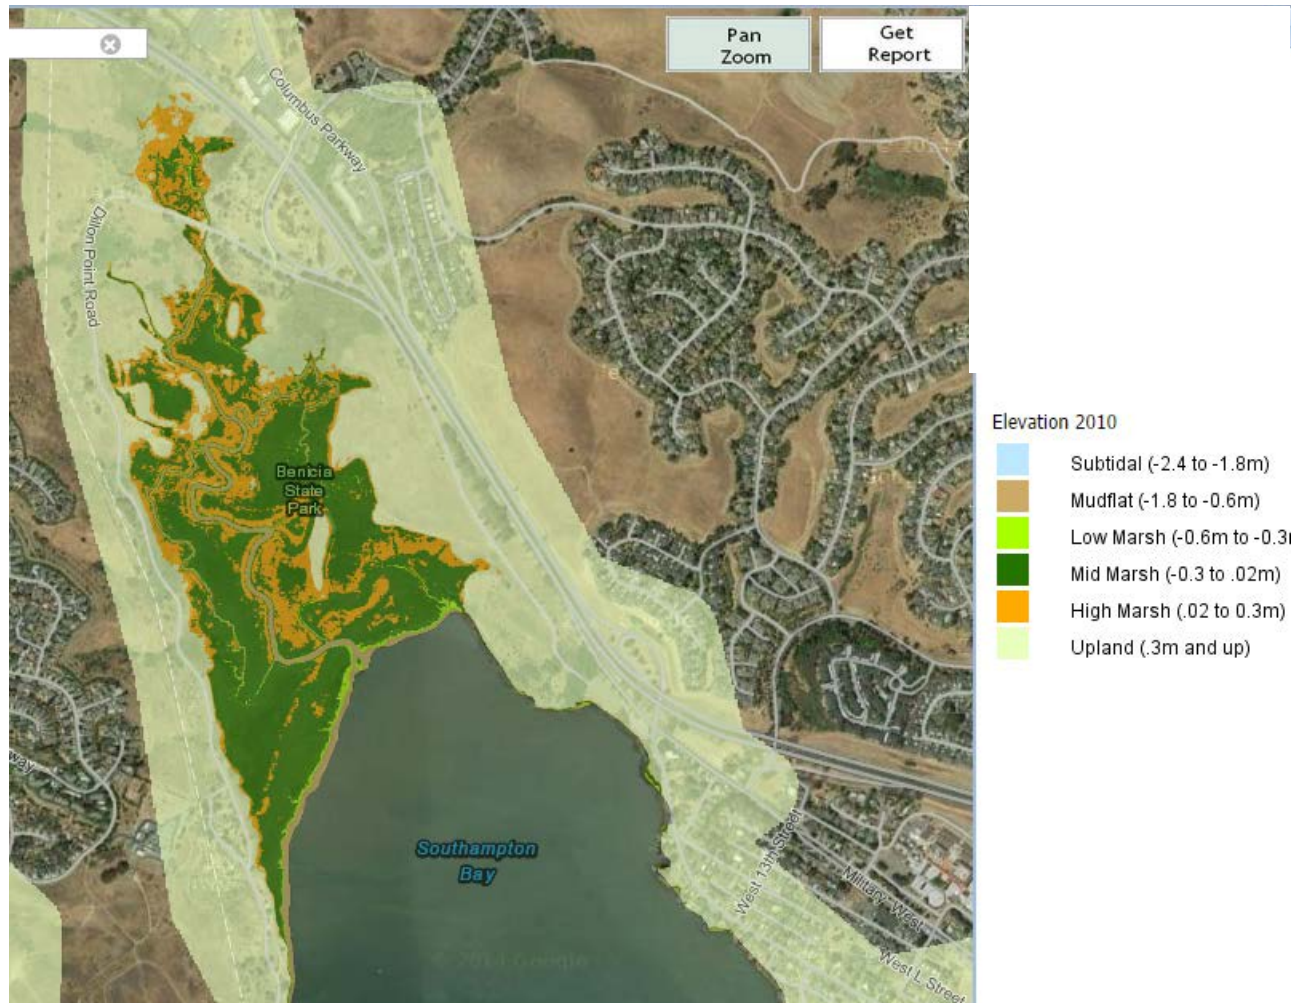 Pan
Zoom
Get
Report
Columbus Parkway
Dillon Point Road
Benicia
State
Park
Elevation 2010
Subtidal (-2.4 to -1.8m)
Mudflat (-1.8 to -0.6m)
Low Marsh (-0.6m to -0.3
Mid Marsh (-0.3 to .02m)
High Marsh (.02 to 0.3m)
Upland (.3m and up)
way
Southampton
Bay
West 13th Street
Military West
West L Street
Google